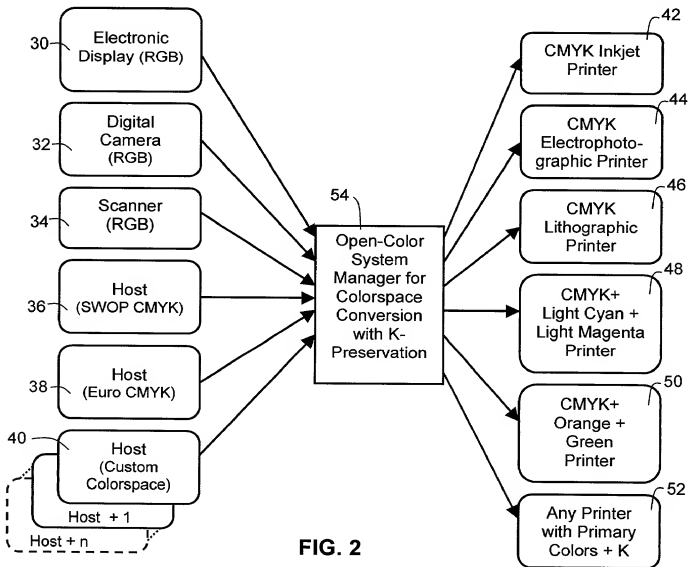 30
Electronic
Display (RGB)
32
Digital
Camera
(RGB)
34
Scanner
(RGB)
36
Host
(SWOP CMYK)
38
Host
(Euro CMYK)
40
Host
(Custom
Colorspace)
Host + 1
Host + n
54
Open-Color
System
Manager for
Colorspace
Conversion
with K-
Preservation
42
CMYK Inkjet
Printer
44
CMYK
Electrophoto-
graphic Printer
46
CMYK
Lithographic
Printer
48
CMYK+
Light Cyan +
Light Magenta
Printer
50
CMYK+
Orange +
Green
Printer
52
Any Printer
with Primary
Colors + K
FIG. 2